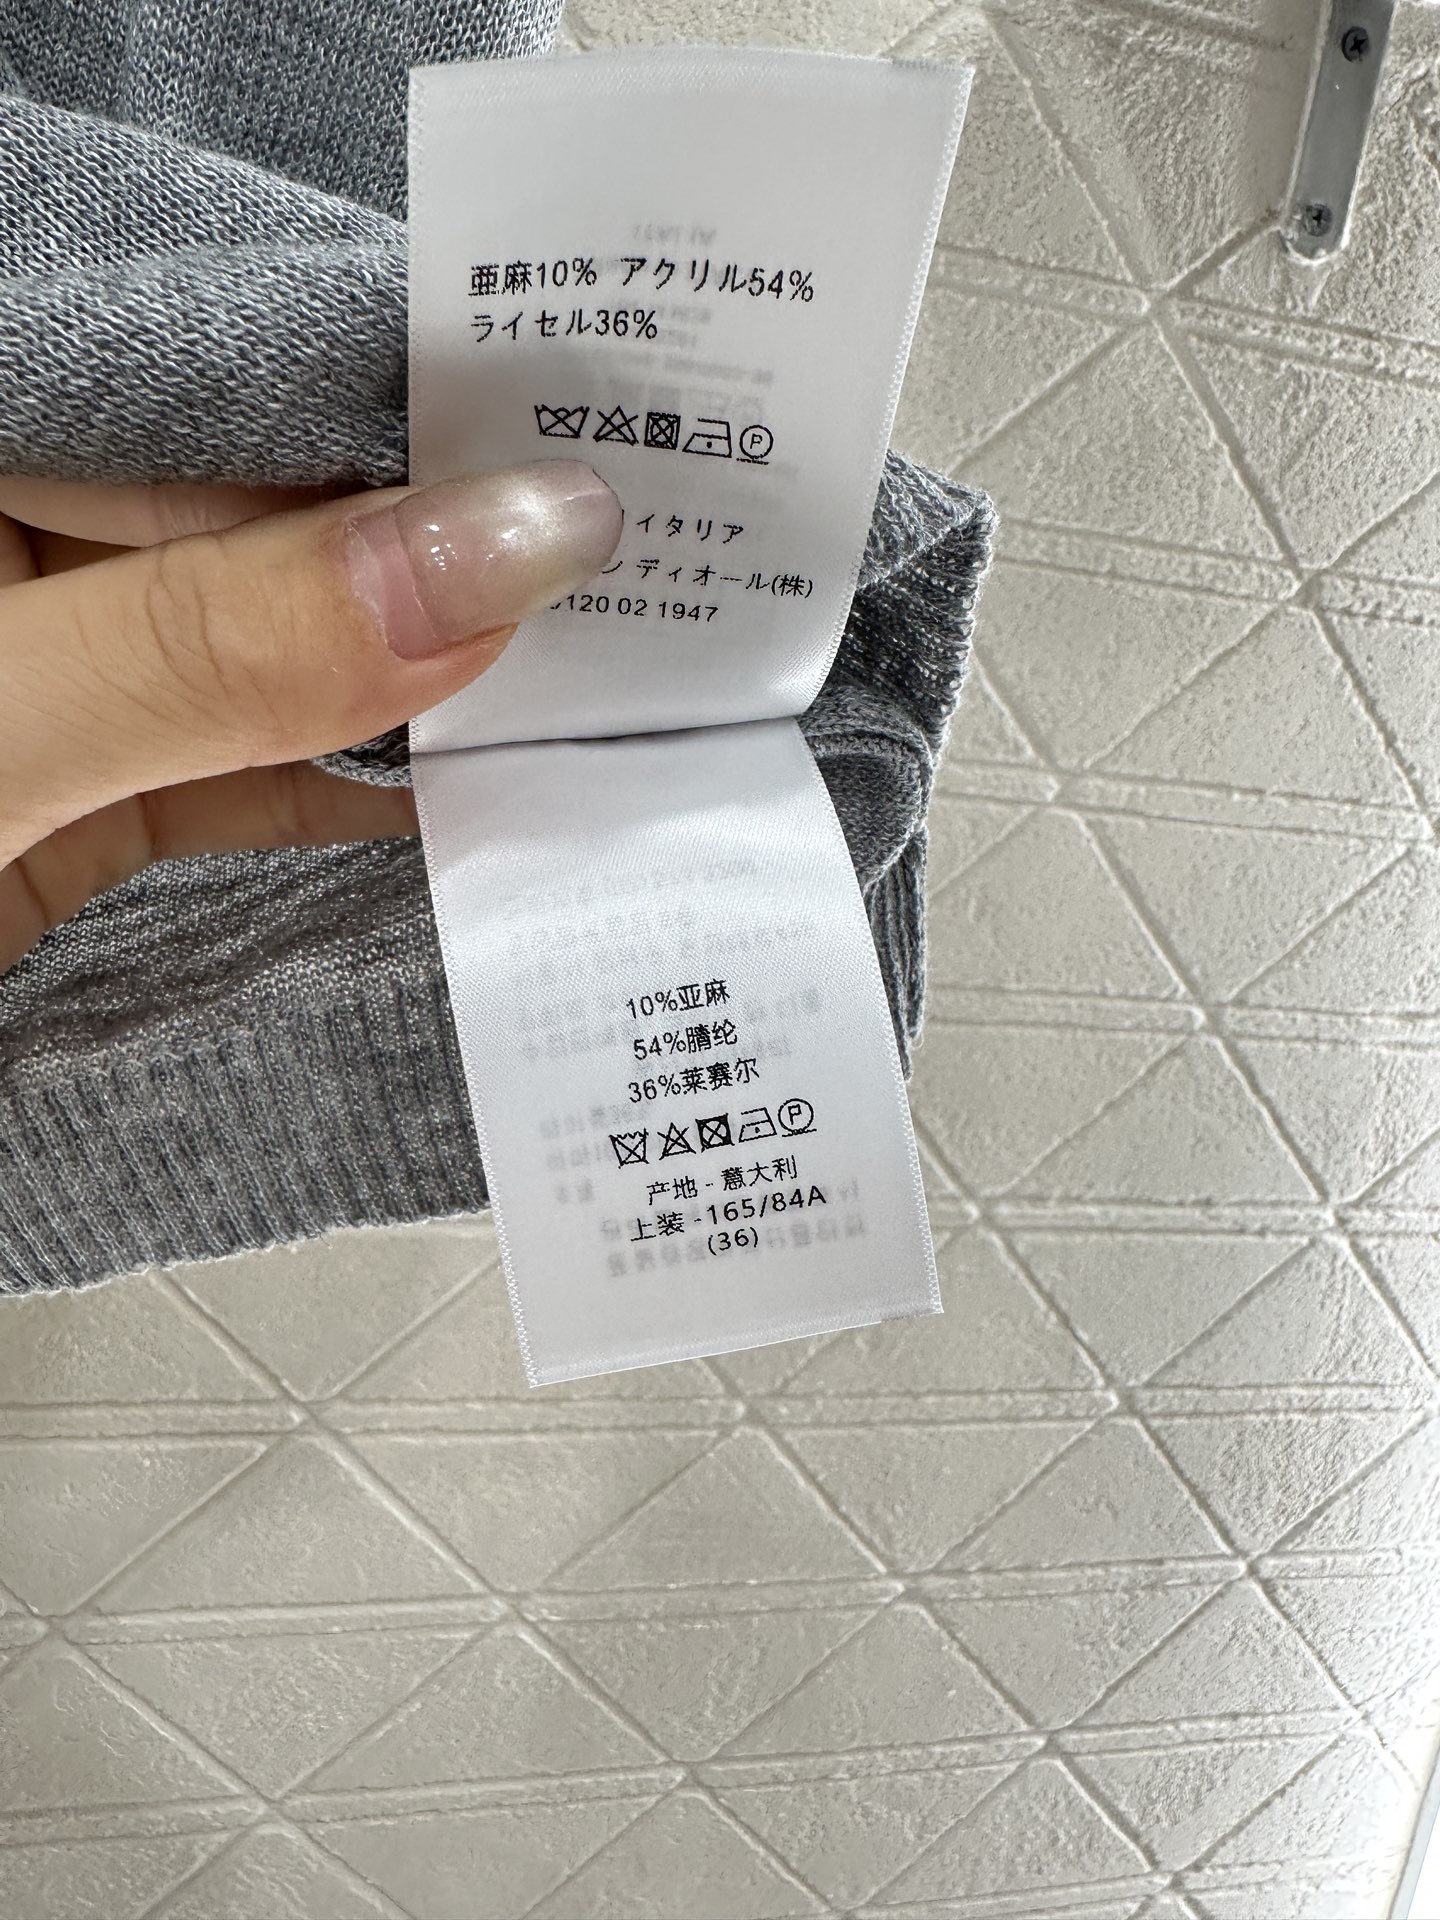 亜麻10% アクリル54%
ライセル36%
イタリア
ディオール(株)
120 02 1947
10%亚麻
54%腈纶
36%莱赛尔
产地 - 意大利
上装 - 165/84A
(36)